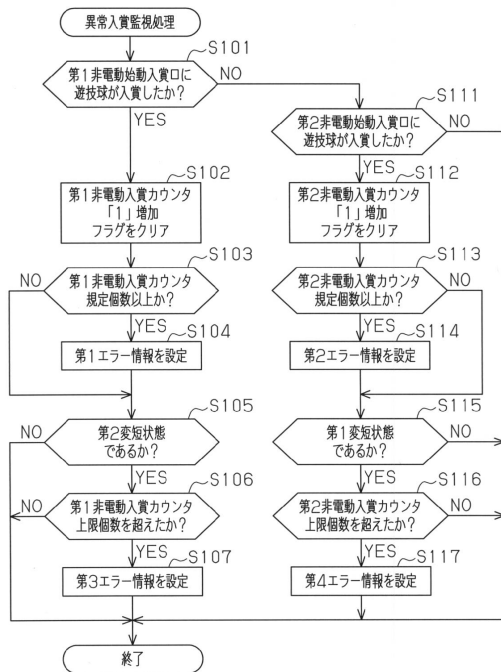 異常入賞監視処理
S101
第1非電動始動入賞口に
遊技球が入賞したか？
NO
YES
S102
第1非電動入賞カウンタ
「1」増加
フラグをクリア
S103
第1非電動入賞カウンタ
規定個数以上か？
NO
YES
S104
第1エラー情報を設定
S105
第2変短状態
であるか？
NO
YES
S106
第1非電動入賞カウンタ
上限個数を超えたか？
NO
YES
S107
第3エラー情報を設定
S111
第2非電動始動入賞口に
遊技球が入賞したか？
NO
YES
S112
第2非電動入賞カウンタ
「1」増加
フラグをクリア
S113
第2非電動入賞カウンタ
規定個数以上か？
NO
YES
S114
第2エラー情報を設定
S115
第1変短状態
であるか？
NO
YES
S116
第2非電動入賞カウンタ
上限個数を超えたか？
NO
YES
S117
第4エラー情報を設定
終了